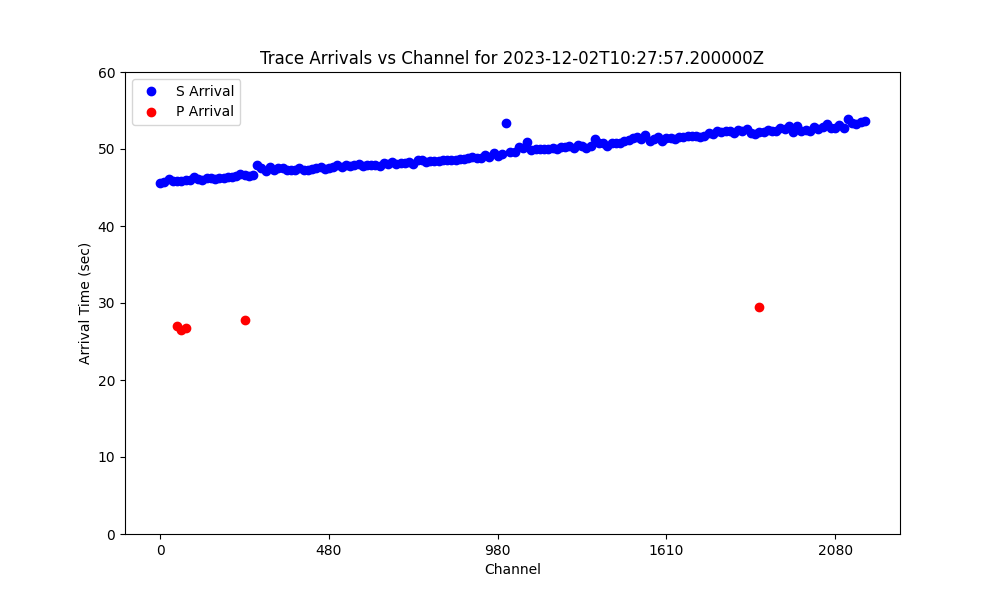 Trace Arrivals vs Channel for 2023-12-02T10:27:57.200000Z
S Arrival
P Arrival
60
50
40
30
20
10
0
Arrival Time (sec)
0 480 980 1610 2080
Channel